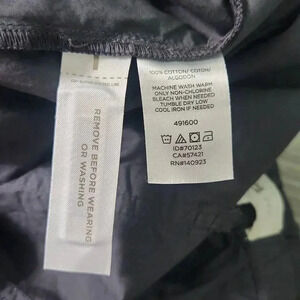 REMOVE BEFORE WEARING
OR WASHING
100% COTTON/ COTON/
ALGODON
MACHINE WASH WARM
ONLY NON-CHLORINE
BLEACH WHEN NEEDED
TUMBLE DRY LOW
COOL IRON IF NEEDED
491600
ID#70123
CA#57421
RN#140923